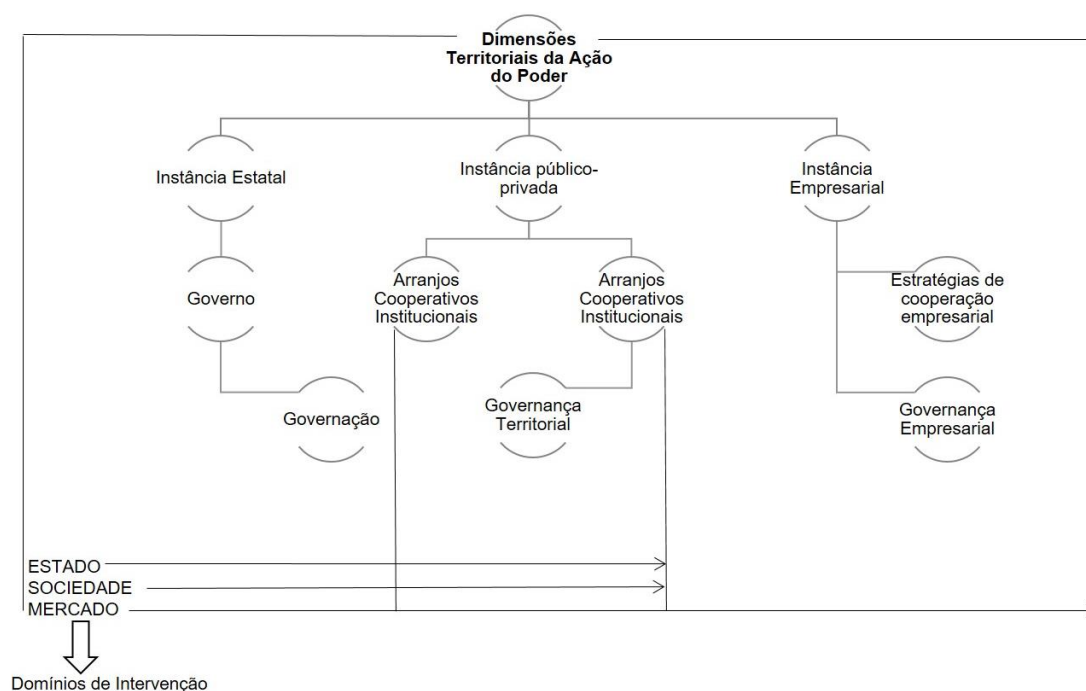 Dimensões
Territoriais da Ação
do Poder
Instância Estatal
Instância público-
privada
Instância
Empresarial
Governo
Arranjos
Cooperativos
Institucionais
Arranjos
Cooperativos
Institucionais
Estratégias de
cooperação
empresarial
Governação
Governança
Territorial
Governança
Empresarial
ESTADO
SOCIEDADE
MERCADO
Domínios de Intervenção